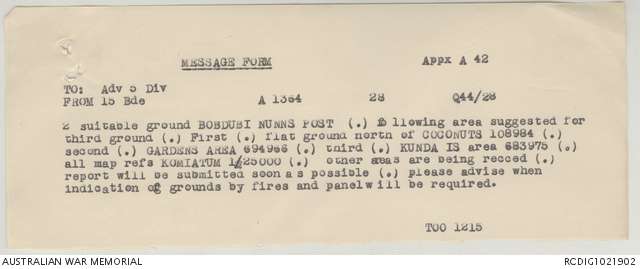 MESSAGE FORM Appx A 42
TO: Adv 5 Div
FROM 15 Bde A 1364 28 Q44/28
2 suitable ground BOBDUBI NUNNS POST (.) following area suggested for
third ground (.) First (.) flat ground north of COCONUTS 108984 (.)
second (.) GARDENS AREA 694966 (.) third (.) KUNDA IS area 683975 (.)
all map refs KOMIATUM 1/25000 (.) other areas are being recced (.)
report will be submitted soon as possible (.) please advise when
indication of grounds by fires and panel will be required.
TOO 1215
AUSTRALIAN WAR MEMORIAL RCDIG1021902